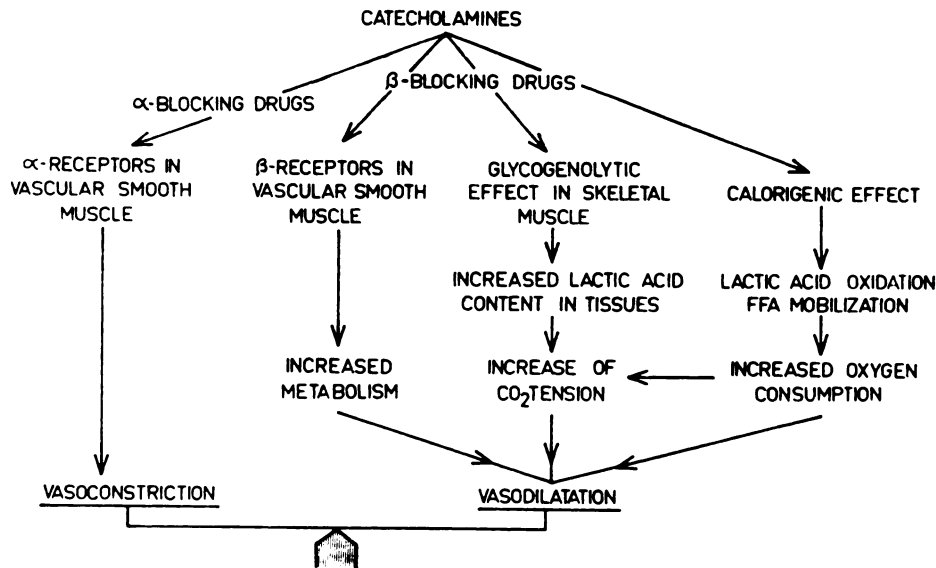 CATECHOLAMINES
β-BLOCKING DRUGS
α-BLOCKING DRUGS
α-RECEPTORS IN
VASCULAR SMOOTH
MUSCLE
β-RECEPTORS IN
VASCULAR SMOOTH
MUSCLE
GLYCOGENOLYTIC
EFFECT IN SKELETAL
MUSCLE
CALORIGENIC EFFECT
INCREASED LACTIC ACID
CONTENT IN TISSUES
LACTIC ACID OXIDATION
FFA MOBILIZATION
INCREASED
METABOLISM
INCREASE OF
CO₂TENSION
INCREASED OXYGEN
CONSUMPTION
VASOCONSTRICTION
VASODILATATION